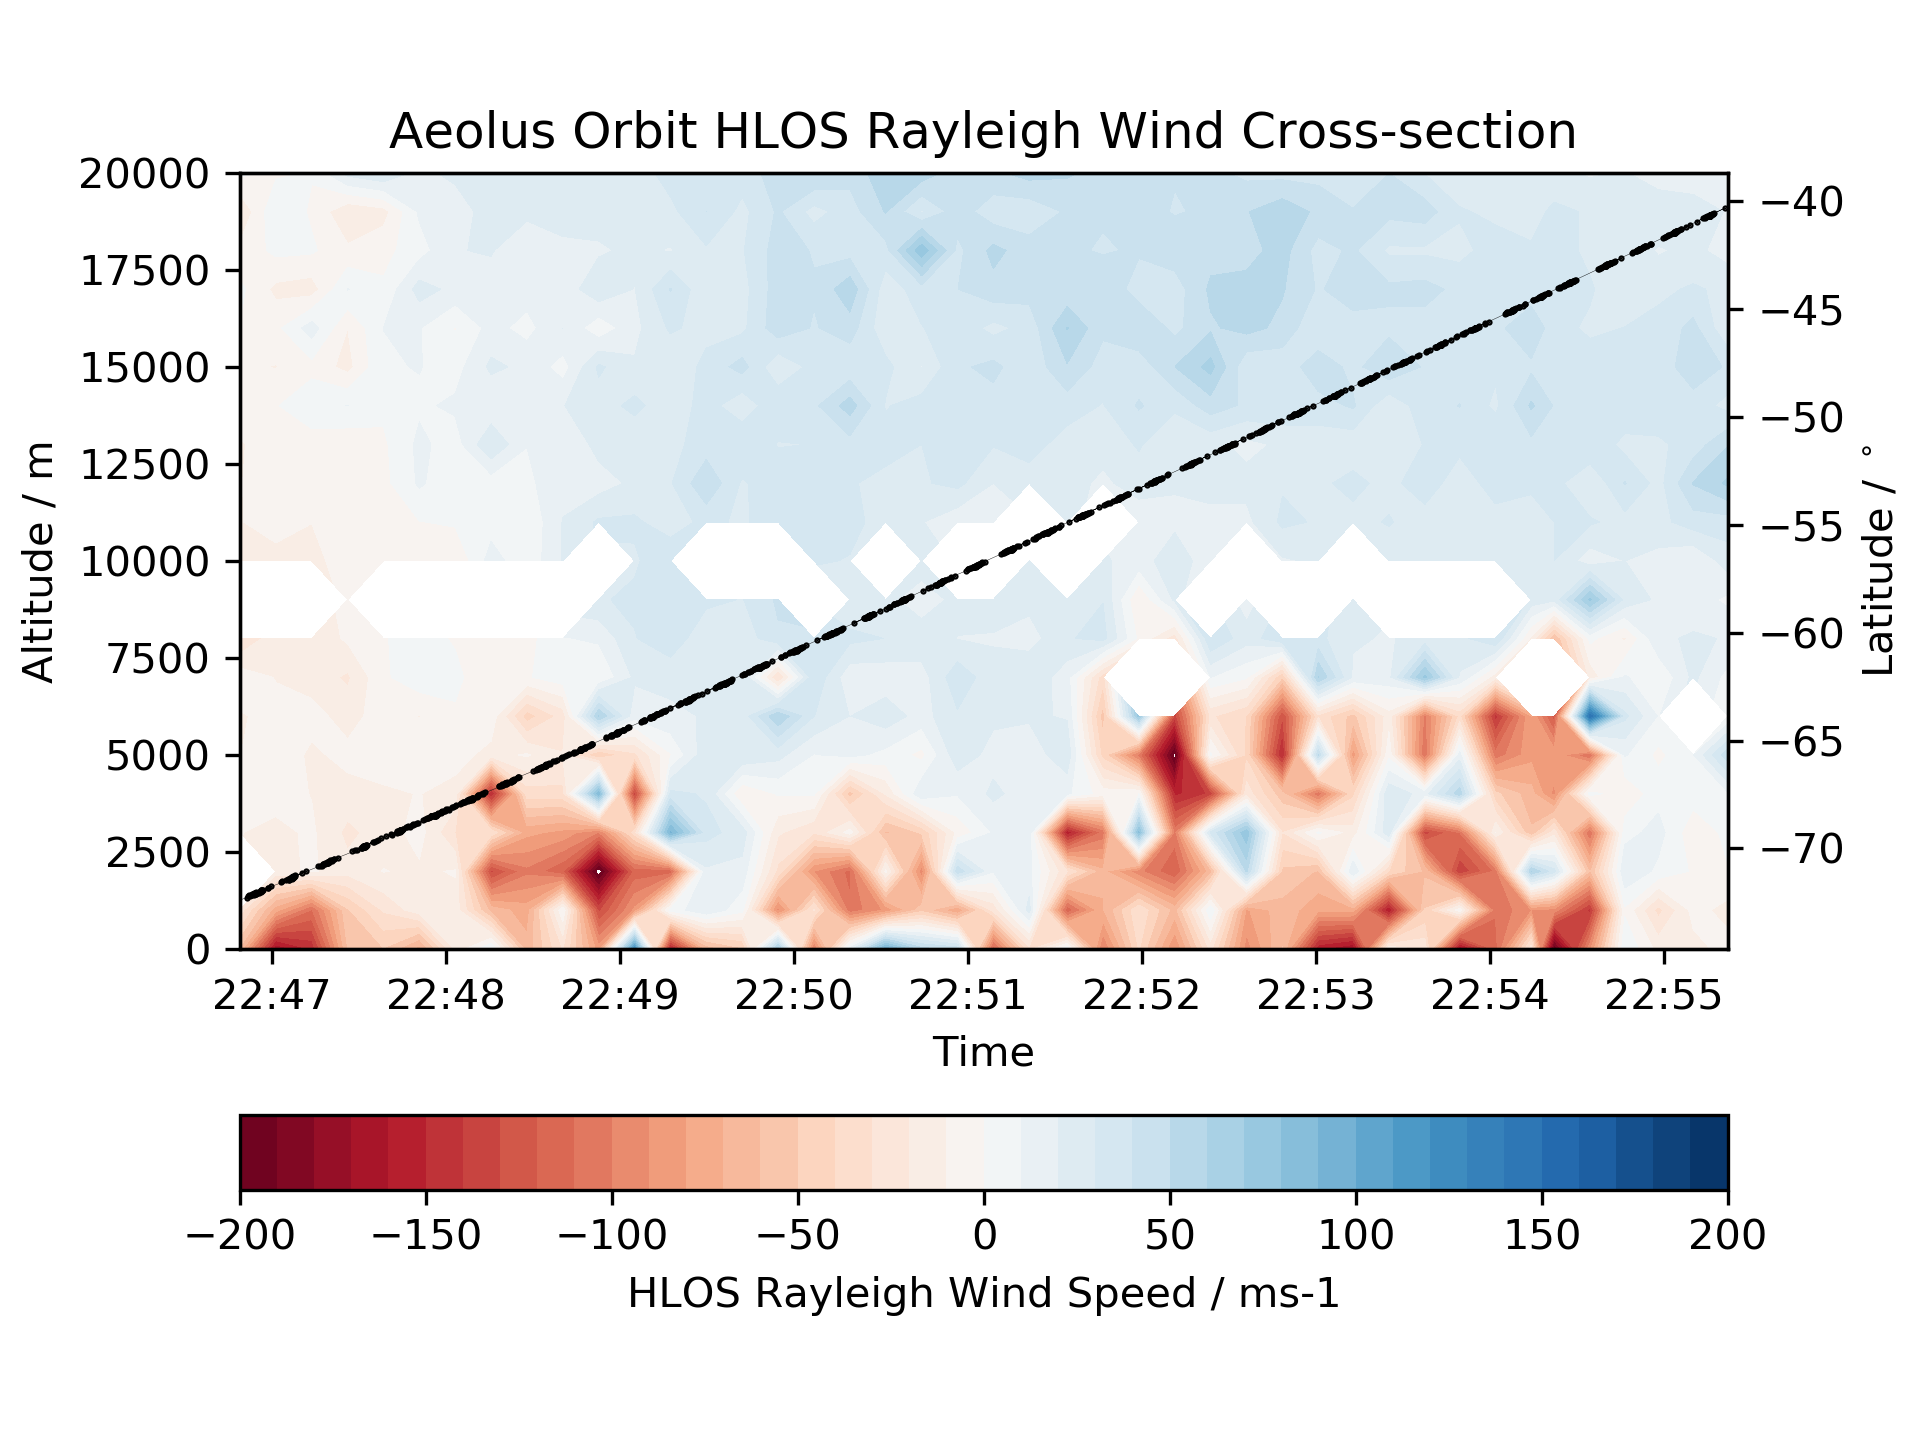 Aeolus Orbit HLOS Rayleigh Wind Cross-section
20000
17500
15000
12500
10000
7500
5000
2500
0
Altitude / m
−40
−45
−50
−55
−60
−65
−70
Latitude / °
22:47 22:48 22:49 22:50 22:51 22:52 22:53 22:54 22:55
Time
−200 −150 −100 −50 0 50 100 150 200
HLOS Rayleigh Wind Speed / ms-1